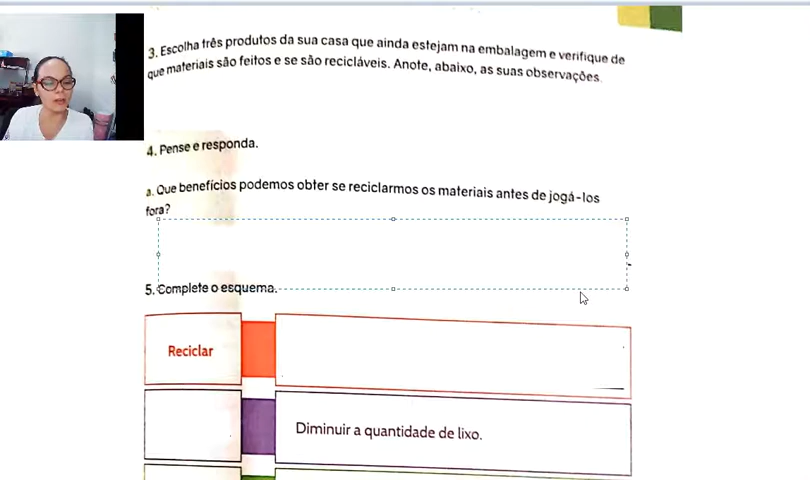 3. Escolha três produtos da sua casa que ainda estejam na embalagem e verifique de
que materiais são feitos e se são recicláveis. Anote, abaixo, as suas observações.
4. Pense e responda.
a. Que benefícios podemos obter se reciclarmos os materiais antes de jogá-los
fora?
5. Complete o esquema.
Reciclar
Diminuir a quantidade de lixo.